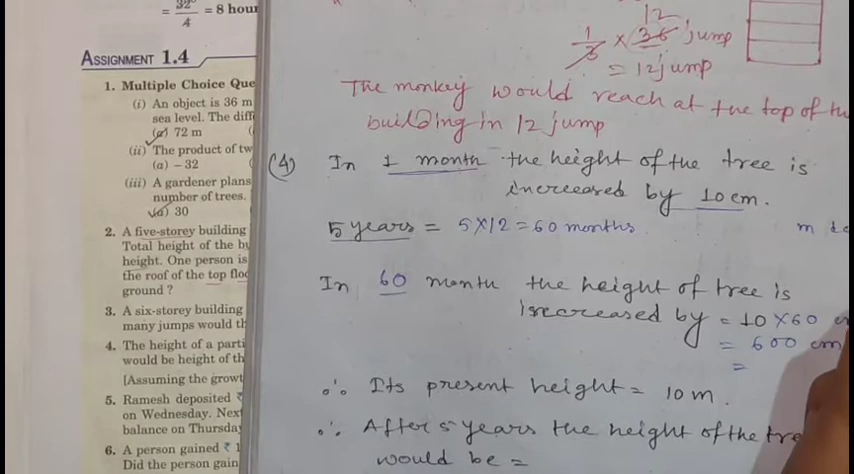 = 32/4 = 8 hour
ASSIGNMENT 1.4
1. Multiple Choice Que
(i) An object is 36 m
sea level. The diff
(a) 72 m (
(ii) The product of tw
(a) – 32 (
(iii) A gardener plans
number of trees.
(a) 30
2. A five-storey building
Total height of the bu
height. One person is
the roof of the top floo
ground ?
3. A six-storey building
many jumps would th
4. The height of a parti
would be height of th
[Assuming the growt
5. Ramesh deposited ₹
on Wednesday. Next
balance on Thursday
6. A person gained ₹ 1
Did the person gain
12
1/3 × 36 jump
= 12 jump
The monkey would reach at the top of the
building in 12 jump
(4) In 1 month the height of the tree is
increased by 10 cm.
5 years = 5×12 = 60 months
In 60 month the height of tree is
increased by = 10×60 cm
= 600 cm
=
∴ Its present height = 10 m.
∴ After 5 years the height of the tre
would be =